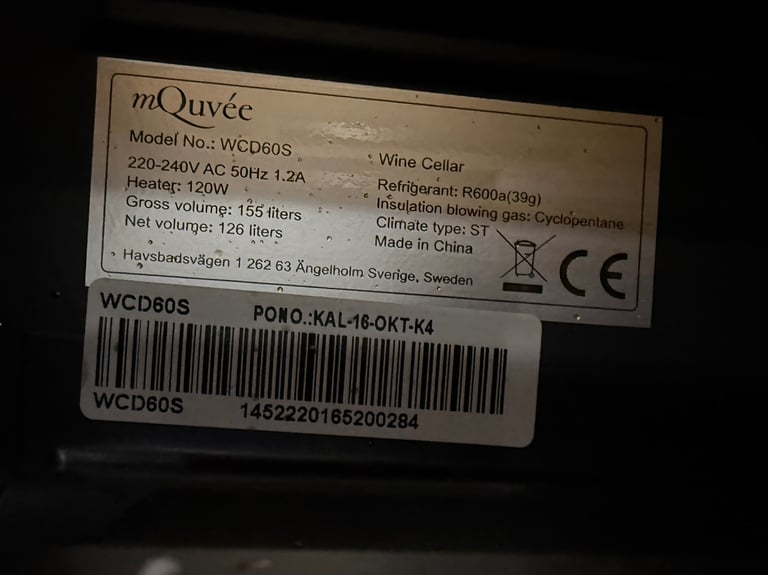 mQuvée
Model No.: WCD60S
220-240V AC 50Hz 1.2A
Heater: 120W
Gross volume: 155 liters
Net volume: 126 liters
Wine Cellar
Refrigerant: R600a(39g)
Insulation blowing gas: Cyclopentane
Climate type: ST
Made in China
Havsbadsvägen 1 262 63 Ängelholm Sverige, Sweden
CE
WCD60S PONO.:KAL-16-OKT-K4
WCD60S 1452220165200284